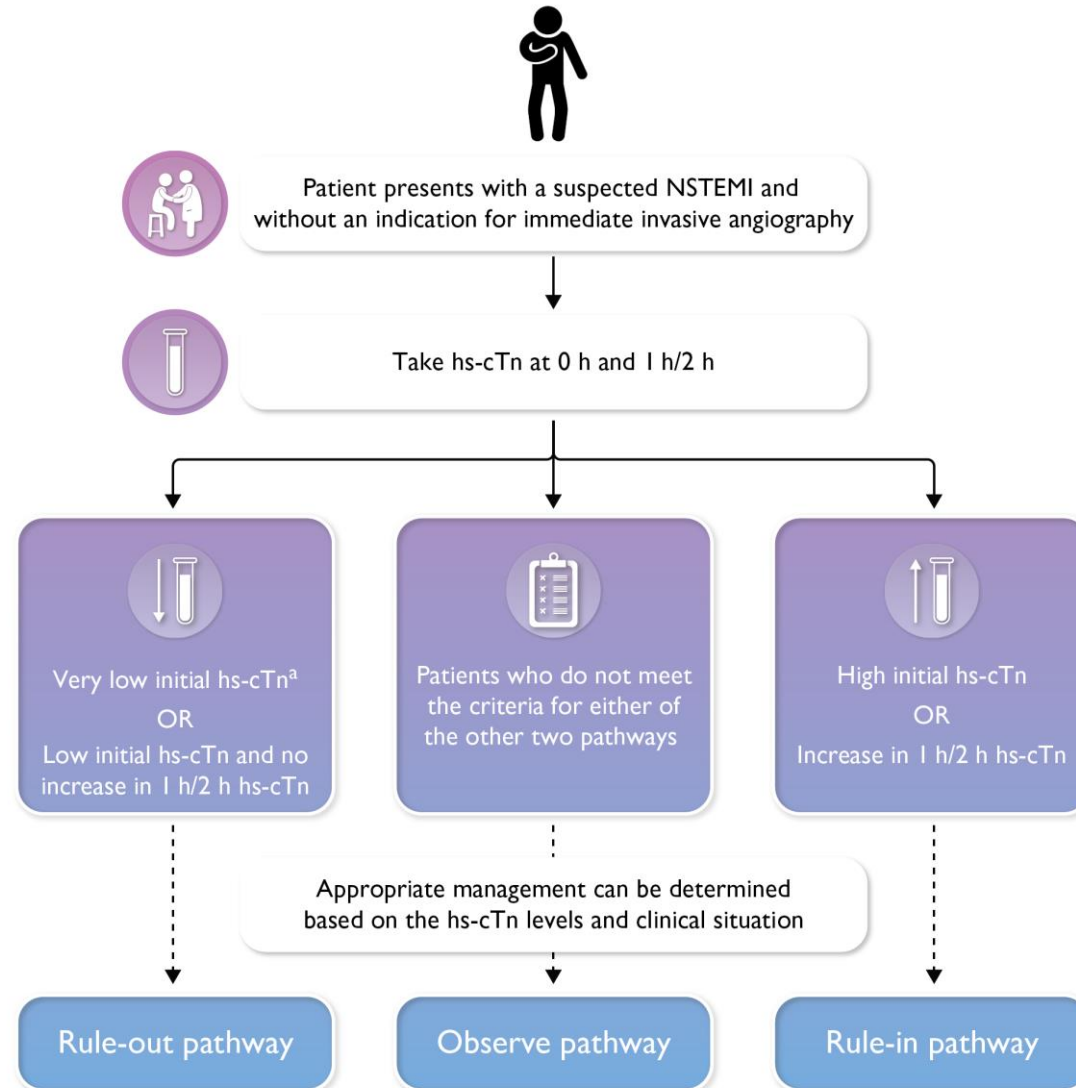 Patient presents with a suspected NSTEMI and
without an indication for immediate invasive angiography
Take hs-cTn at 0 h and 1 h/2 h
Very low initial hs-cTnᵃ
OR
Low initial hs-cTn and no
increase in 1 h/2 h hs-cTn
Patients who do not meet
the criteria for either of
the other two pathways
High initial hs-cTn
OR
Increase in 1 h/2 h hs-cTn
Appropriate management can be determined
based on the hs-cTn levels and clinical situation
Rule-out pathway
Observe pathway
Rule-in pathway